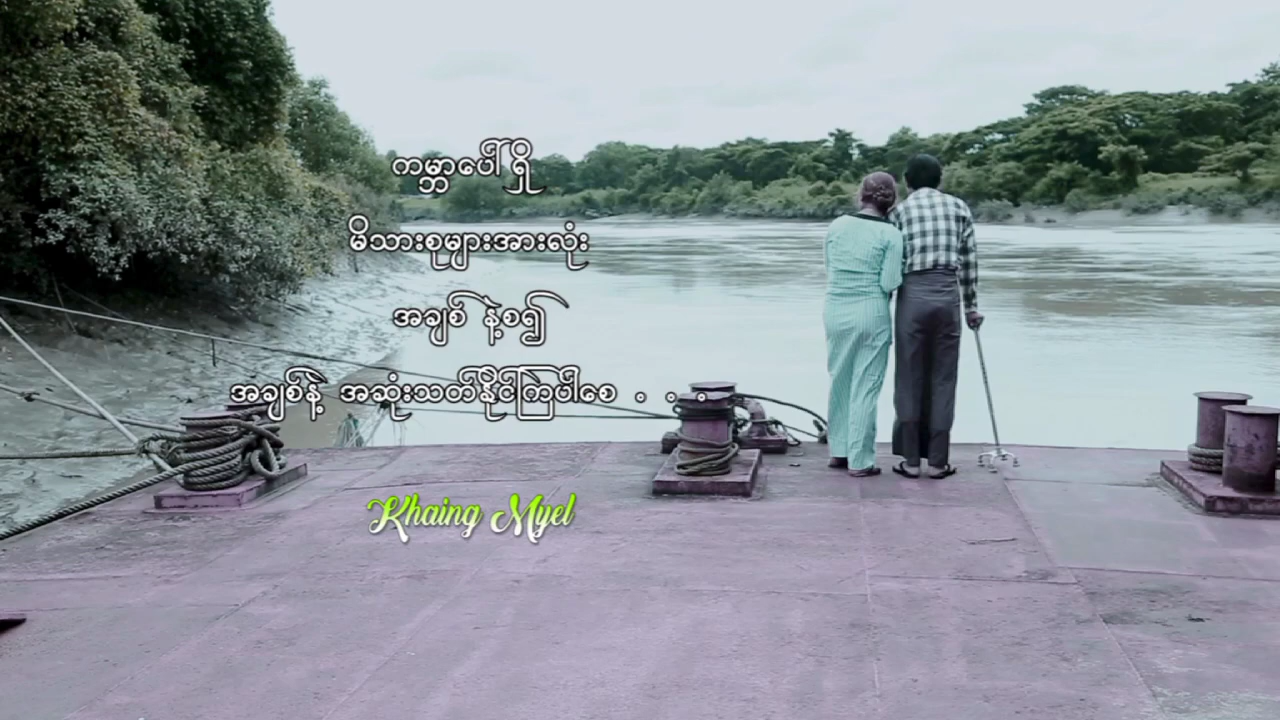 ကမ္ဘာပေါ်ရှိ
မိသားစုများအားလုံး
အချစ် နဲ့စ၍
အချစ်နဲ့ အဆုံးသတ်နိုင်ကြပါစေ . . .
Khaing Myel